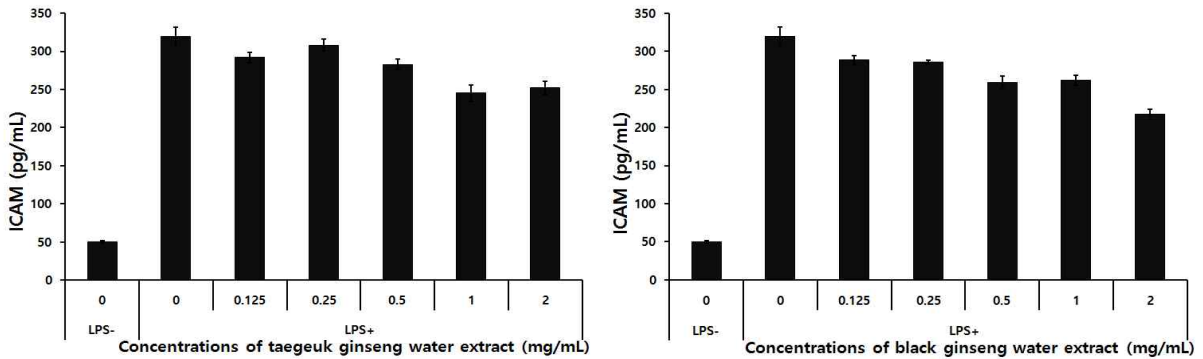 350
300
250
200
150
100
50
0
ICAM (pg/mL)
0 0 0.125 0.25 0.5 1 2
LPS- LPS+
Concentrations of taegeuk ginseng water extract (mg/mL)
350
300
250
200
150
100
50
0
ICAM (pg/mL)
0 0 0.125 0.25 0.5 1 2
LPS- LPS+
Concentrations of black ginseng water extract (mg/mL)